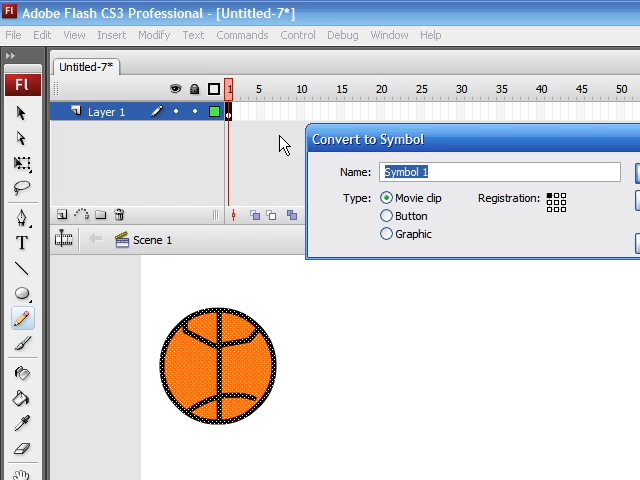 Fl Adobe Flash CS3 Professional - [Untitled-7*]
File Edit View Insert Modify Text Commands Control Debug Window Help
Untitled-7*
Fl
1 5 10 15 20 25 30 35 40 45 50
Layer 1
Convert to Symbol
Name: Symbol 1
Type: Movie clip Registration:
Button
Graphic
Scene 1
T